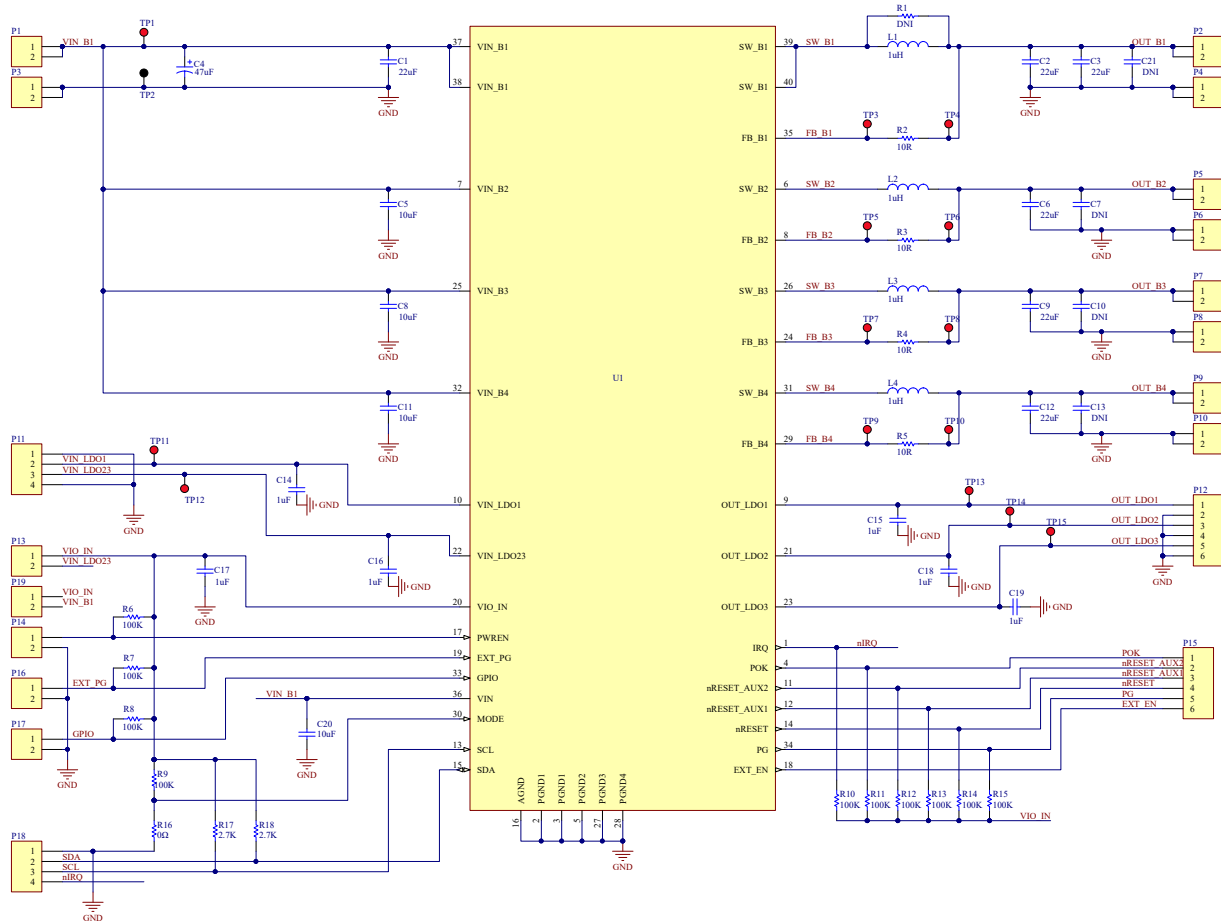 P1
1
2
VIN_B1
TP1
P3
1
2
TP2
C4
47uF
C1
22uF
GND
37
VIN_B1
38
VIN_B1
7
VIN_B2
C5
10uF
GND
25
VIN_B3
C8
10uF
GND
32
VIN_B4
C11
10uF
GND
P11
1
2
3
4
VIN_LDO1
VIN_LDO23
TP11
TP12
GND
C14
1uF
GND
10
VIN_LDO1
C16
1uF
GND
22
VIN_LDO23
P13
1
2
VIO_IN
VIN_LDO23
P19
1
2
VIO_IN
VIN_B1
C17
1uF
GND
20
VIO_IN
P14
1
2
R6
100K
17
PWREN
P16
1
2
EXT_PG
R7
100K
19
EXT_PG
33
GPIO
P17
1
2
GPIO
R8
100K
GND
VIN_B1
36
VIN
C20
10uF
GND
30
MODE
13
SCL
15
SDA
R9
100K
R16
0Ω
R17
2.7K
R18
2.7K
P18
1
2
3
4
SDA
SCL
nIRQ
GND
U1
AGND
PGND1
PGND1
PGND2
PGND3
PGND4
16
2
3
5
27
28
GND
R1
DNI
SW_B1
39
SW_B1
L1
1uH
SW_B1
40
C2
22uF
C3
22uF
C21
DNI
OUT_B1
P2
1
2
P4
1
2
GND
FB_B1
35
FB_B1
TP3
R2
10R
TP4
SW_B2
6
SW_B2
L2
1uH
OUT_B2
P5
1
2
C6
22uF
C7
DNI
P6
1
2
GND
FB_B2
8
FB_B2
TP5
R3
10R
TP6
SW_B3
26
SW_B3
L3
1uH
OUT_B3
P7
1
2
C9
22uF
C10
DNI
P8
1
2
GND
FB_B3
24
FB_B3
TP7
R4
10R
TP8
SW_B4
31
SW_B4
L4
1uH
OUT_B4
P9
1
2
C12
22uF
C13
DNI
P10
1
2
GND
FB_B4
29
FB_B4
TP9
R5
10R
TP10
OUT_LDO1
9
C15
1uF
GND
TP13
TP14
TP15
OUT_LDO1
OUT_LDO2
OUT_LDO3
P12
1
2
3
4
5
6
GND
OUT_LDO2
21
C18
1uF
GND
OUT_LDO3
23
C19
1uF
GND
IRQ
1
nIRQ
POK
4
nRESET_AUX2
11
nRESET_AUX1
12
nRESET
14
PG
34
EXT_EN
18
P15
POK
nRESET_AUX2
nRESET_AUX1
nRESET
PG
EXT_EN
1
2
3
4
5
6
R10
100K
R11
100K
R12
100K
R13
100K
R14
100K
R15
100K
VIO_IN